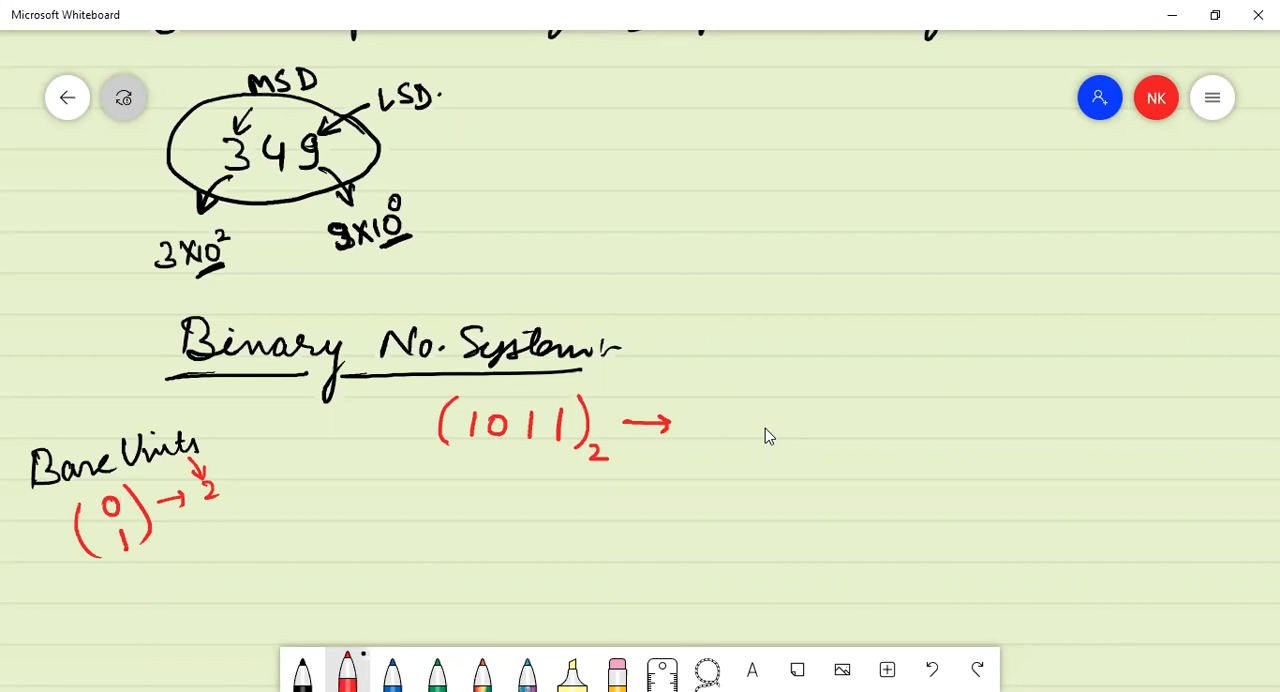 Microsoft Whiteboard
NK
MSD
LSD.
349
3×10²
9×10⁰
Binary No. System
(1011)₂ →
Base Units
(0 → 2
1)
A